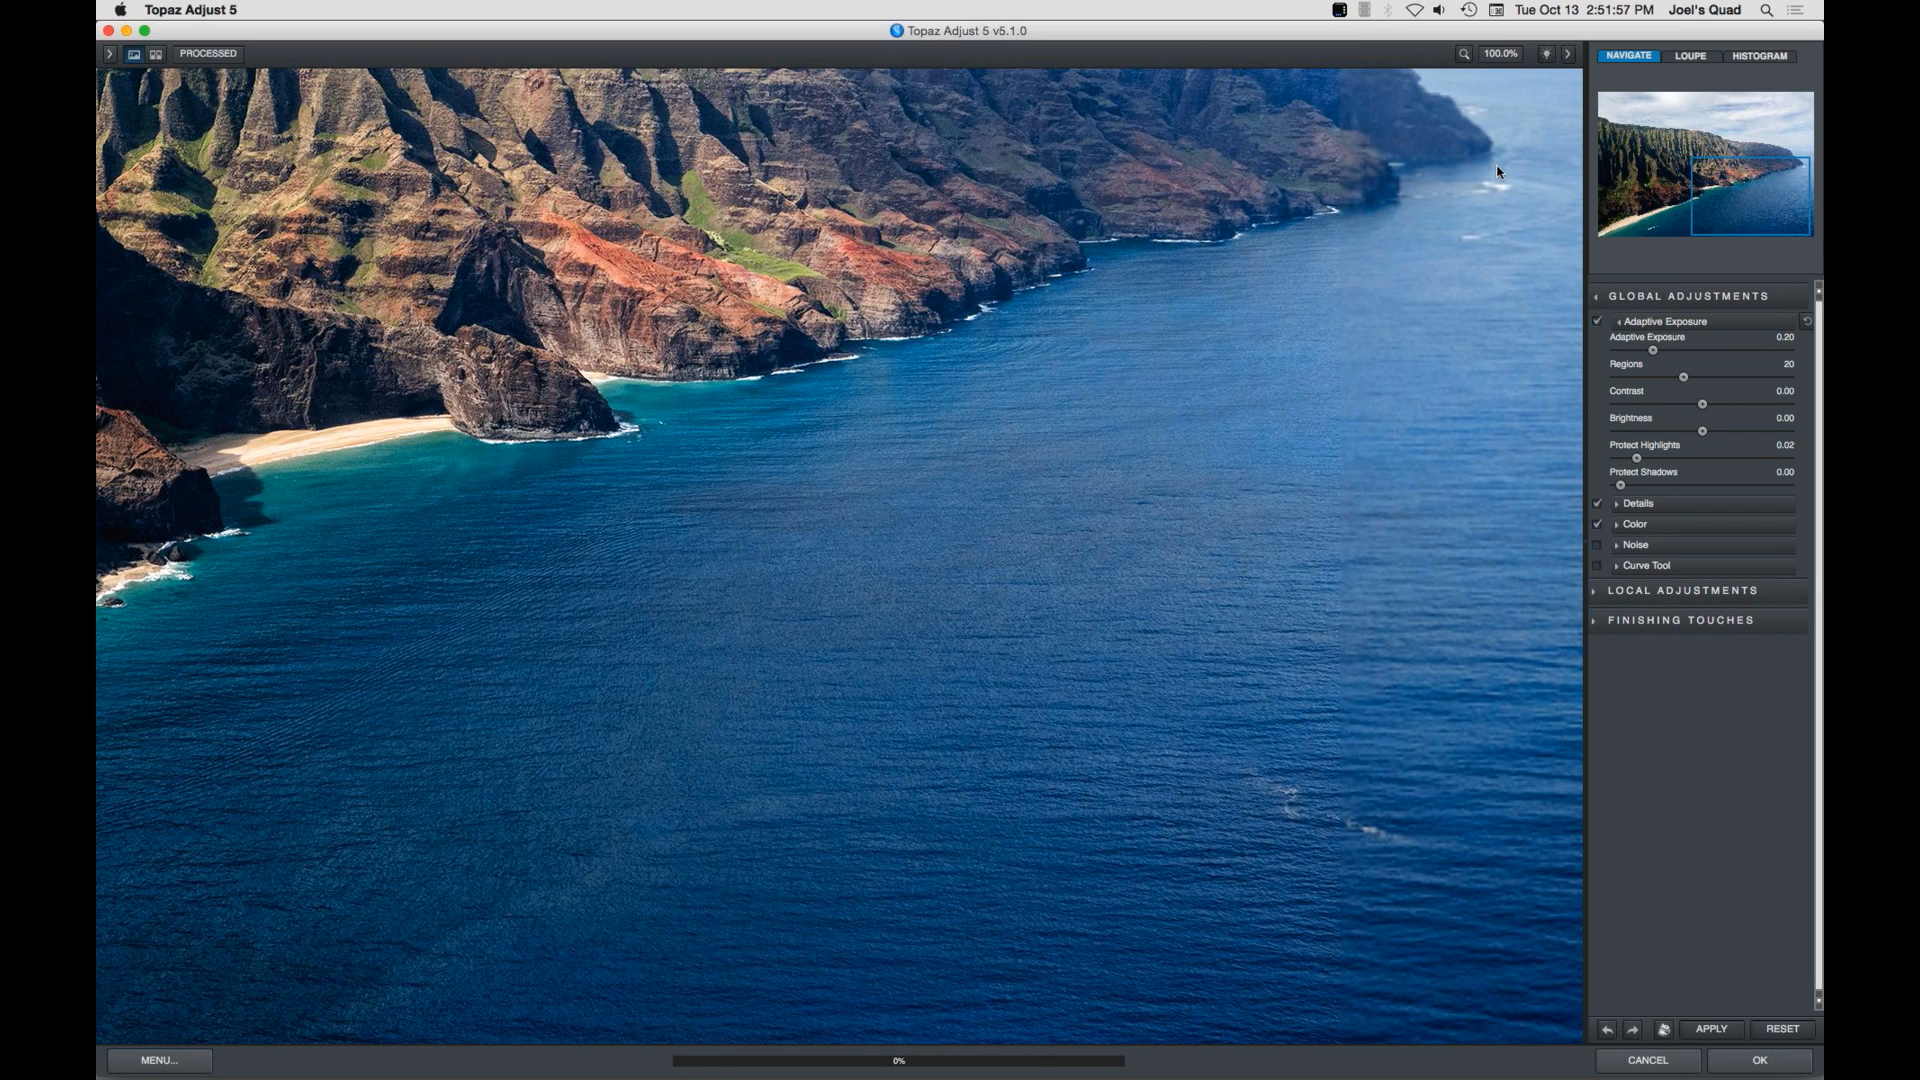 Topaz Adjust 5
Tue Oct 13 2:51:57 PM Joel's Quad
Topaz Adjust 5 v5.1.0
PROCESSED
100.0%
NAVIGATE LOUPE HISTOGRAM
GLOBAL ADJUSTMENTS
Adaptive Exposure
Adaptive Exposure 0.20
Regions 20
Contrast 0.00
Brightness 0.00
Protect Highlights 0.02
Protect Shadows 0.00
Details
Color
Noise
Curve Tool
LOCAL ADJUSTMENTS
FINISHING TOUCHES
APPLY RESET
MENU... 0% CANCEL OK